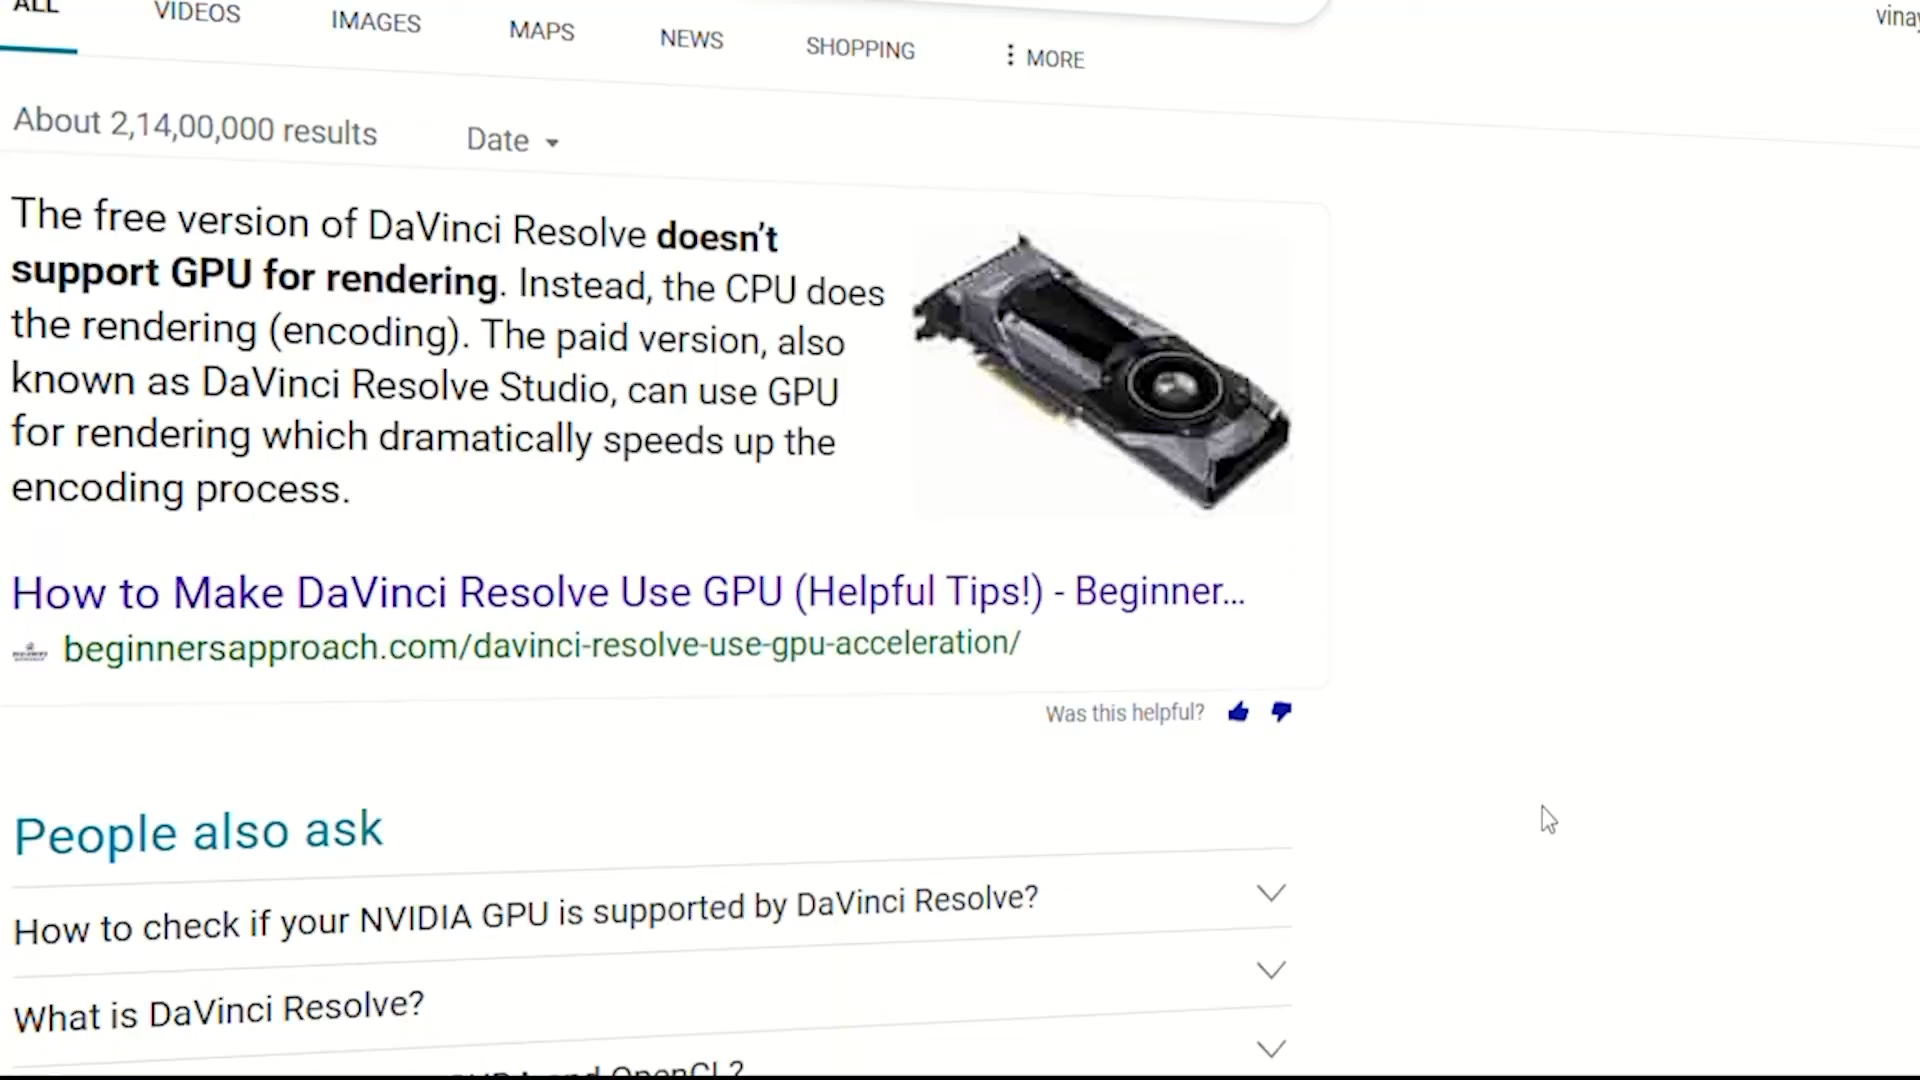 ALL VIDEOS IMAGES MAPS NEWS SHOPPING MORE
About 2,14,00,000 results Date
The free version of DaVinci Resolve doesn't
support GPU for rendering. Instead, the CPU does
the rendering (encoding). The paid version, also
known as DaVinci Resolve Studio, can use GPU
for rendering which dramatically speeds up the
encoding process.
How to Make DaVinci Resolve Use GPU (Helpful Tips!) - Beginner...
beginnersapproach.com/davinci-resolve-use-gpu-acceleration/
Was this helpful?
People also ask
How to check if your NVIDIA GPU is supported by DaVinci Resolve?
What is DaVinci Resolve?
and OpenCL?